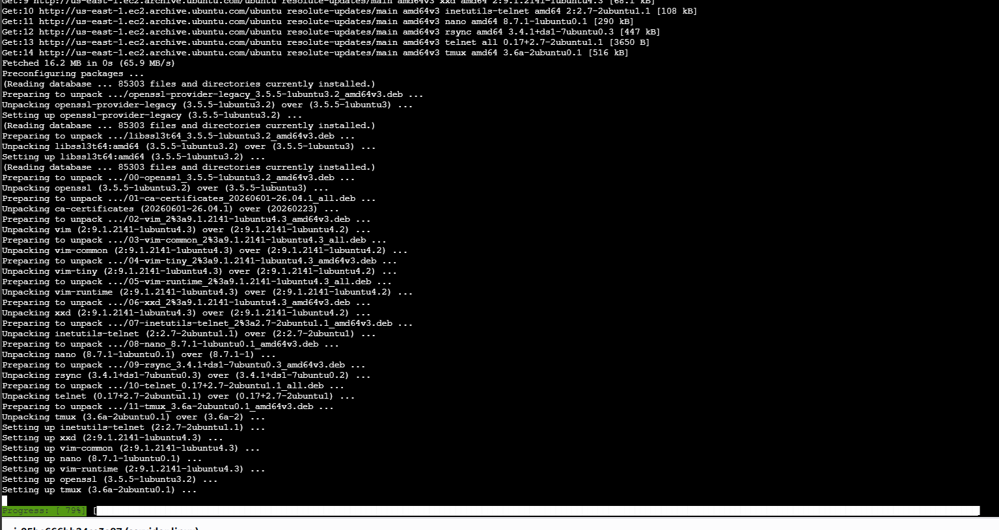 Get:9 http://us-east-1.ec2.archive.ubuntu.com/ubuntu resolute-updates/main amd64v3 xxd amd64 2:9.1.2141-1ubuntu4.3 [68.1 kB]
Get:10 http://us-east-1.ec2.archive.ubuntu.com/ubuntu resolute-updates/main amd64v3 inetutils-telnet amd64 2:2.7-2ubuntu1.1 [108 kB]
Get:11 http://us-east-1.ec2.archive.ubuntu.com/ubuntu resolute-updates/main amd64v3 nano amd64 8.7.1-1ubuntu0.1 [290 kB]
Get:12 http://us-east-1.ec2.archive.ubuntu.com/ubuntu resolute-updates/main amd64v3 rsync amd64 3.4.1+ds1-7ubuntu0.3 [447 kB]
Get:13 http://us-east-1.ec2.archive.ubuntu.com/ubuntu resolute-updates/main amd64v3 telnet all 0.17+2.7-2ubuntu1.1 [3650 B]
Get:14 http://us-east-1.ec2.archive.ubuntu.com/ubuntu resolute-updates/main amd64v3 tmux amd64 3.6a-2ubuntu0.1 [516 kB]
Fetched 16.2 MB in 0s (65.9 MB/s)
Preconfiguring packages ...
(Reading database ... 85303 files and directories currently installed.)
Preparing to unpack .../openssl-provider-legacy_3.5.5-1ubuntu3.2_amd64v3.deb ...
Unpacking openssl-provider-legacy (3.5.5-1ubuntu3.2) over (3.5.5-1ubuntu3) ...
Setting up openssl-provider-legacy (3.5.5-1ubuntu3.2) ...
(Reading database ... 85303 files and directories currently installed.)
Preparing to unpack .../libssl3t64_3.5.5-1ubuntu3.2_amd64v3.deb ...
Unpacking libssl3t64:amd64 (3.5.5-1ubuntu3.2) over (3.5.5-1ubuntu3) ...
Setting up libssl3t64:amd64 (3.5.5-1ubuntu3.2) ...
(Reading database ... 85303 files and directories currently installed.)
Preparing to unpack .../00-openssl_3.5.5-1ubuntu3.2_amd64v3.deb ...
Unpacking openssl (3.5.5-1ubuntu3.2) over (3.5.5-1ubuntu3) ...
Preparing to unpack .../01-ca-certificates_20260601~26.04.1_all.deb ...
Unpacking ca-certificates (20260601~26.04.1) over (20260223) ...
Preparing to unpack .../02-vim_2%3a9.1.2141-1ubuntu4.3_amd64v3.deb ...
Unpacking vim (2:9.1.2141-1ubuntu4.3) over (2:9.1.2141-1ubuntu4.2) ...
Preparing to unpack .../03-vim-common_2%3a9.1.2141-1ubuntu4.3_all.deb ...
Unpacking vim-common (2:9.1.2141-1ubuntu4.3) over (2:9.1.2141-1ubuntu4.2) ...
Preparing to unpack .../04-vim-tiny_2%3a9.1.2141-1ubuntu4.3_amd64v3.deb ...
Unpacking vim-tiny (2:9.1.2141-1ubuntu4.3) over (2:9.1.2141-1ubuntu4.2) ...
Preparing to unpack .../05-vim-runtime_2%3a9.1.2141-1ubuntu4.3_all.deb ...
Unpacking vim-runtime (2:9.1.2141-1ubuntu4.3) over (2:9.1.2141-1ubuntu4.2) ...
Preparing to unpack .../06-xxd_2%3a9.1.2141-1ubuntu4.3_amd64v3.deb ...
Unpacking xxd (2:9.1.2141-1ubuntu4.3) over (2:9.1.2141-1ubuntu4.2) ...
Preparing to unpack .../07-inetutils-telnet_2%3a2.7-2ubuntu1.1_amd64v3.deb ...
Unpacking inetutils-telnet (2:2.7-2ubuntu1.1) over (2:2.7-2ubuntu1) ...
Preparing to unpack .../08-nano_8.7.1-1ubuntu0.1_amd64v3.deb ...
Unpacking nano (8.7.1-1ubuntu0.1) over (8.7.1-1) ...
Preparing to unpack .../09-rsync_3.4.1+ds1-7ubuntu0.3_amd64v3.deb ...
Unpacking rsync (3.4.1+ds1-7ubuntu0.3) over (3.4.1+ds1-7ubuntu0.2) ...
Preparing to unpack .../10-telnet_0.17+2.7-2ubuntu1.1_all.deb ...
Unpacking telnet (0.17+2.7-2ubuntu1.1) over (0.17+2.7-2ubuntu1) ...
Preparing to unpack .../11-tmux_3.6a-2ubuntu0.1_amd64v3.deb ...
Unpacking tmux (3.6a-2ubuntu0.1) over (3.6a-2) ...
Setting up inetutils-telnet (2:2.7-2ubuntu1.1) ...
Setting up xxd (2:9.1.2141-1ubuntu4.3) ...
Setting up vim-common (2:9.1.2141-1ubuntu4.3) ...
Setting up nano (8.7.1-1ubuntu0.1) ...
Setting up vim-runtime (2:9.1.2141-1ubuntu4.3) ...
Setting up openssl (3.5.5-1ubuntu3.2) ...
Setting up tmux (3.6a-2ubuntu0.1) ...
Progress: [ 79%] [